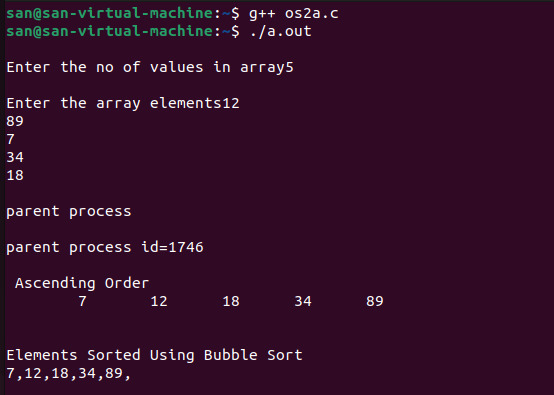 san@san-virtual-machine:~$ g++ os2a.c
san@san-virtual-machine:~$ ./a.out
Enter the no of values in array5
Enter the array elements12
89
7
34
18
parent process
parent process id=1746
Ascending Order
7 12 18 34 89
Elements Sorted Using Bubble Sort
7,12,18,34,89,